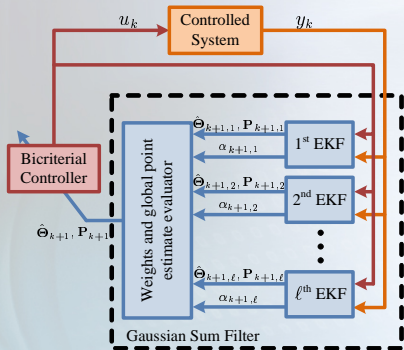 u_k
Controlled
System
y_k
Bicriterial
Controller
Θ̂_{k+1}, P_{k+1}
Weights and global point
estimate evaluator
Θ̂_{k+1,1}, P_{k+1,1}
α_{k+1,1}
1st EKF
Θ̂_{k+1,2}, P_{k+1,2}
α_{k+1,2}
2nd EKF
Θ̂_{k+1,ℓ}, P_{k+1,ℓ}
α_{k+1,ℓ}
ℓth EKF
Gaussian Sum Filter